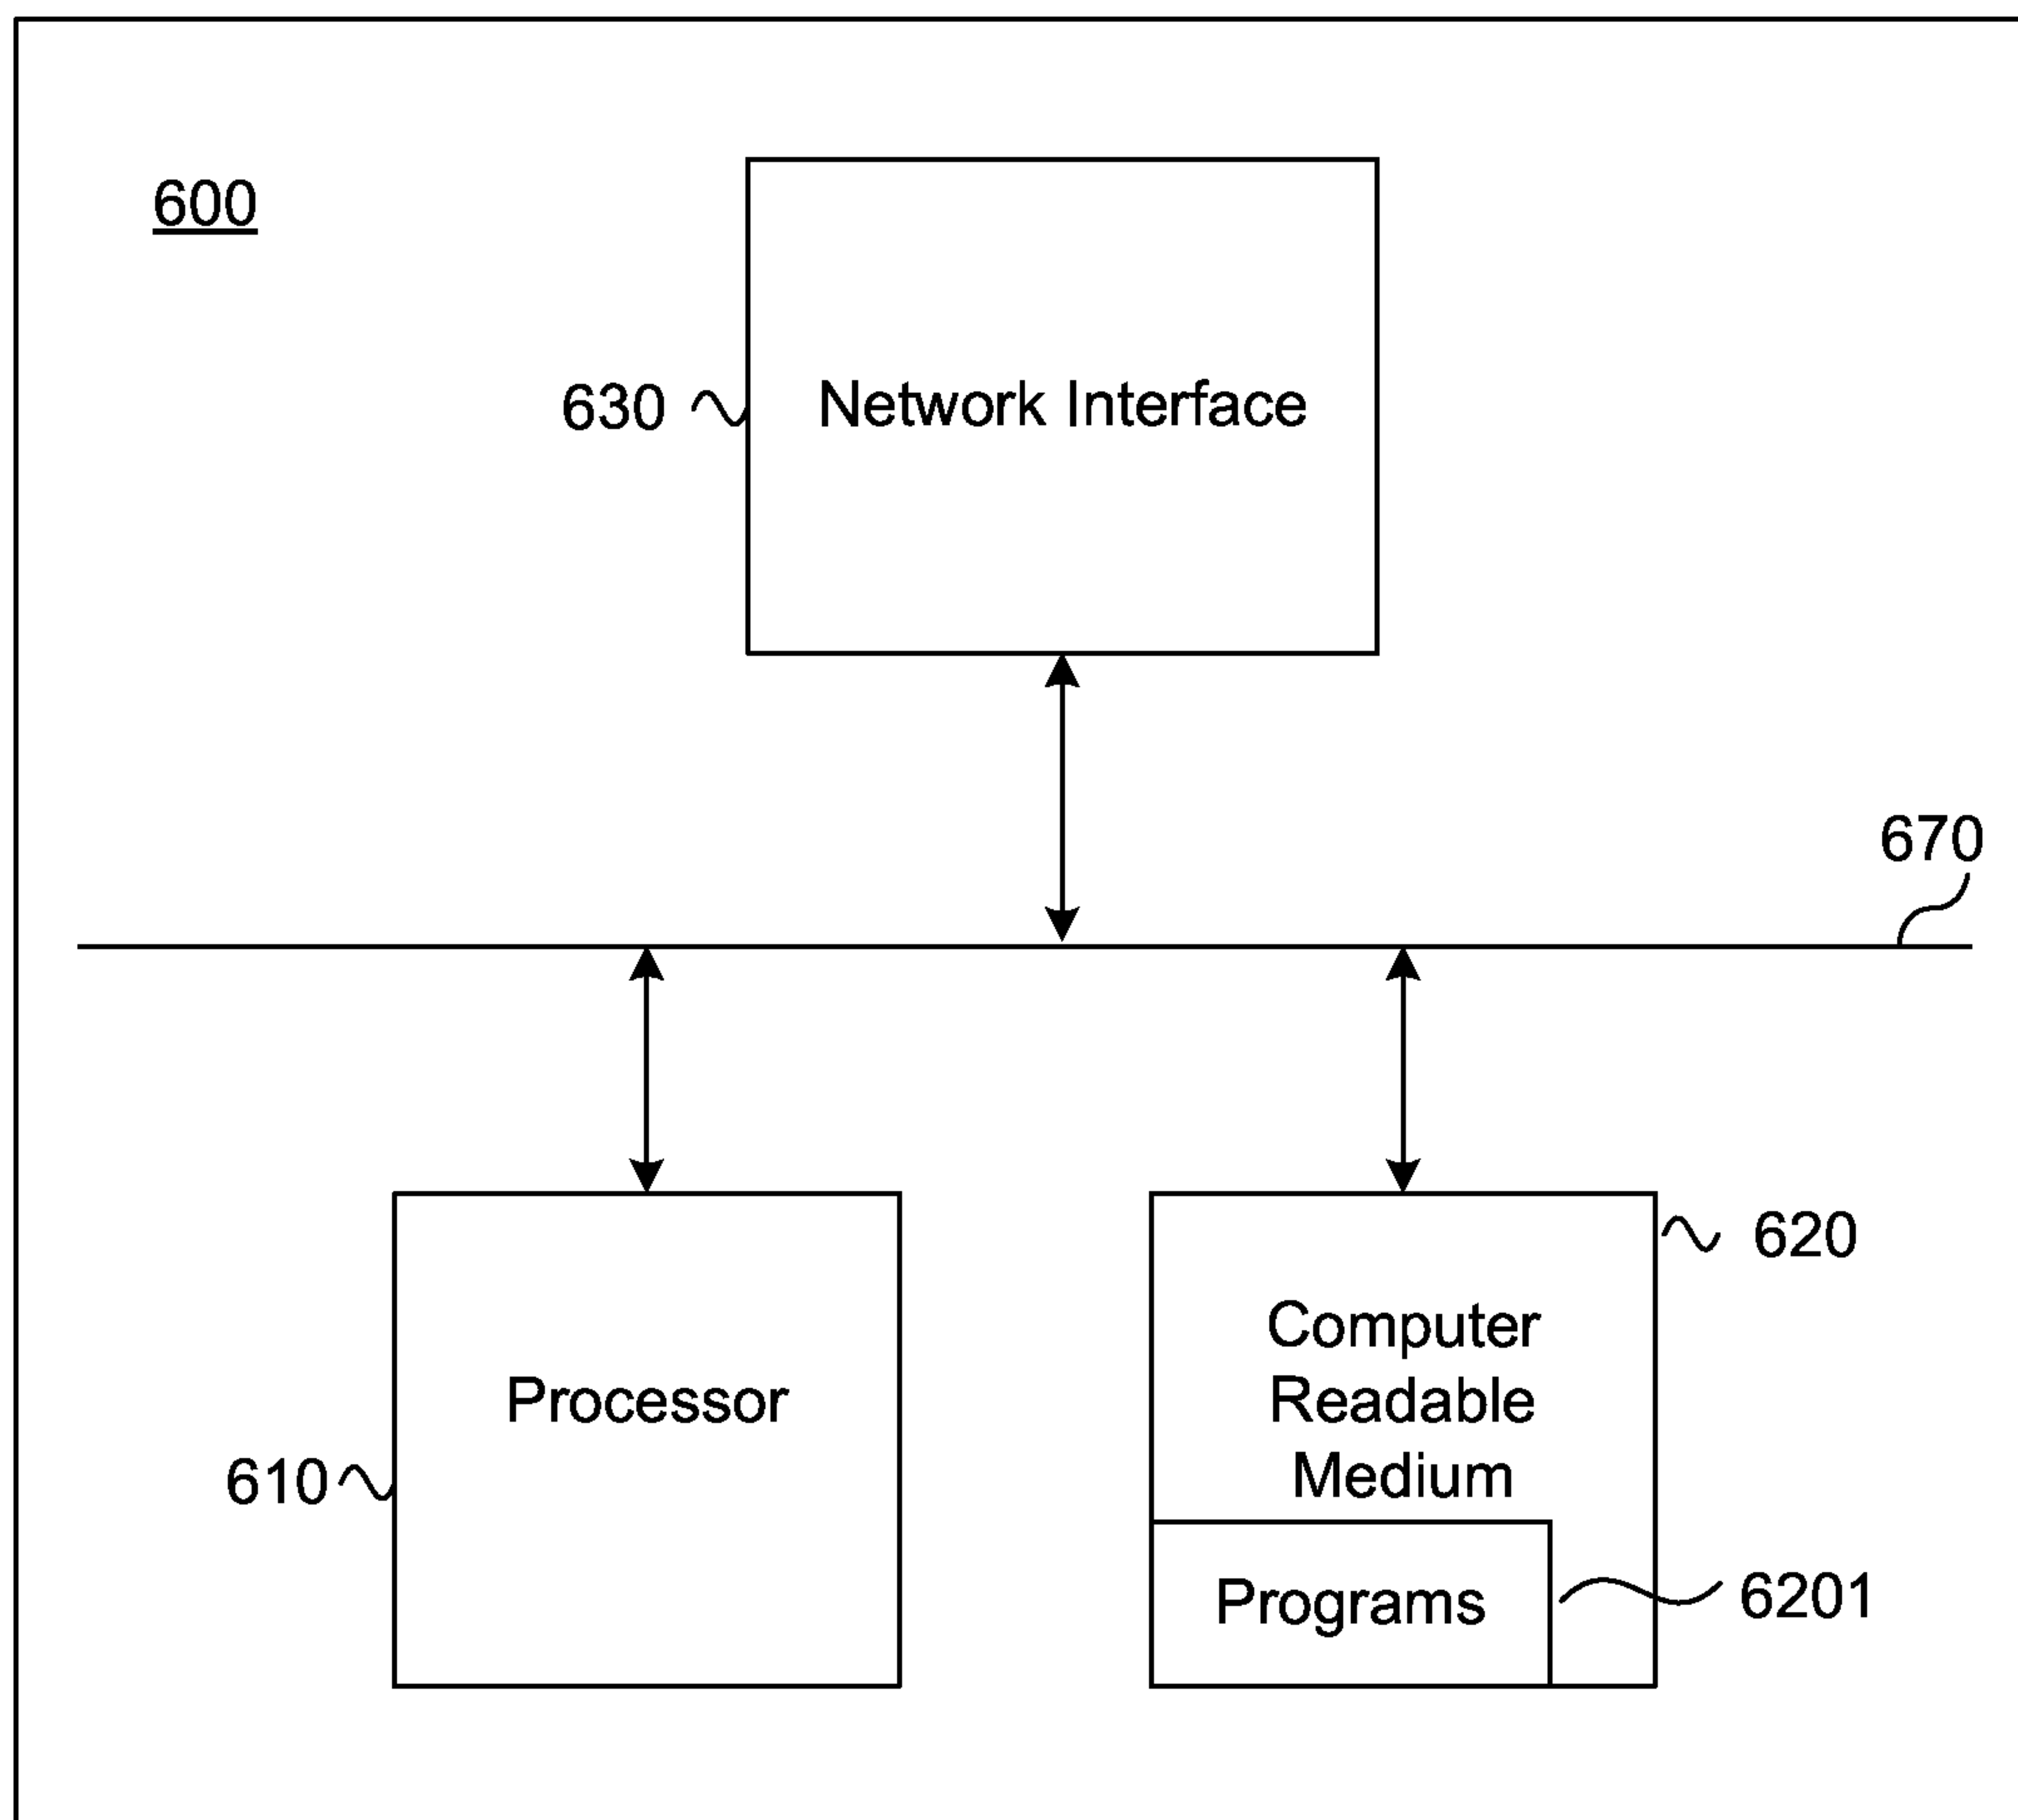 600
630
Network Interface
670
620
Computer
Readable
Medium
Processor
610
Programs
6201